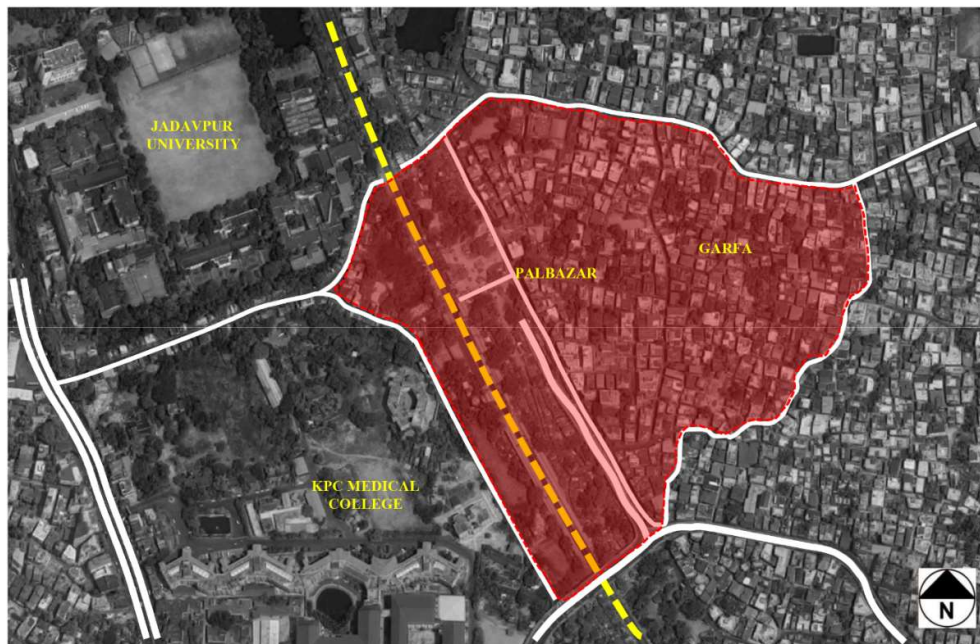 JADAVPUR
UNIVERSITY
GARFA
PALBAZAR
KPC MEDICAL
COLLEGE
N